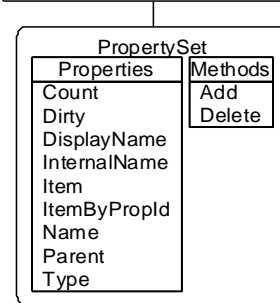 PropertySet
Properties
Count
Dirty
DisplayName
InternalName
Item
ItemByPropId
Name
Parent
Type
Methods
Add
Delete